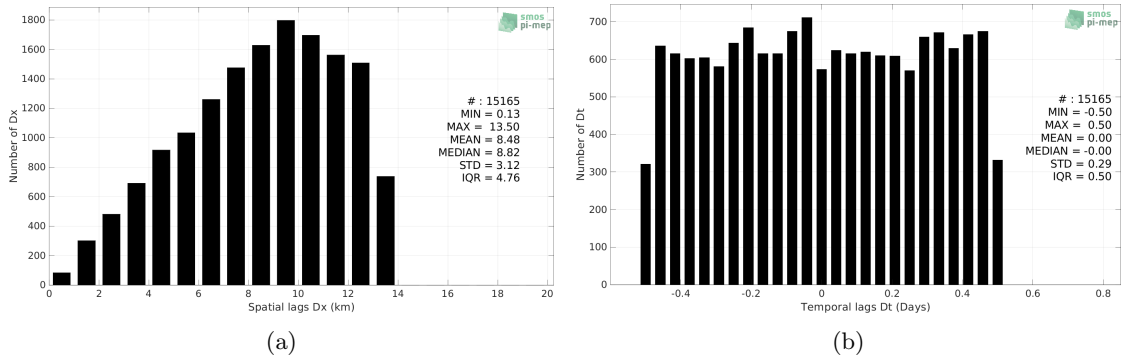 1800
1600
1400
1200
1000
800
600
400
200
0
Number of Dx
0 2 4 6 8 10 12 14 16 18 20
Spatial lags Dx (km)
smos
pi-mep
# : 15165
MIN = 0.13
MAX = 13.50
MEAN = 8.48
MEDIAN = 8.82
STD = 3.12
IQR = 4.76
(a)
700
600
500
400
300
200
100
0
Number of Dt
-0.4 -0.2 0 0.2 0.4 0.6 0.8
Temporal lags Dt (Days)
smos
pi-mep
# : 15165
MIN = -0.50
MAX = 0.50
MEAN = 0.00
MEDIAN = -0.00
STD = 0.29
IQR = 0.50
(b)